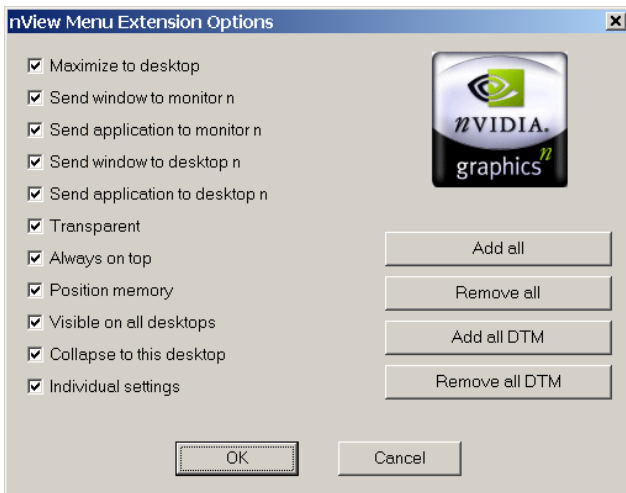 nView Menu Extension Options
Maximize to desktop
Send window to monitor n
Send application to monitor n
Send window to desktop n
Send application to desktop n
Transparent
Always on top
Position memory
Visible on all desktops
Collapse to this desktop
Individual settings
nVIDIA.
graphics n
Add all
Remove all
Add all DTM
Remove all DTM
OK
Cancel